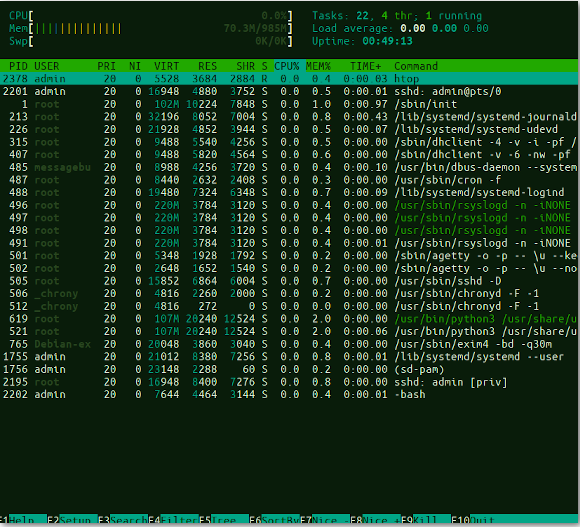 CPU[ 0.0%] Tasks: 22, 4 thr; 1 running
Mem[||||||||||||||||||| 70.3M/985M] Load average: 0.00 0.00 0.00
Swp[ 0K/0K] Uptime: 00:49:13
PID USER PRI NI VIRT RES SHR S CPU% MEM% TIME+ Command
2378 admin 20 0 5528 3684 2884 R 0.0 0.4 0:00.03 htop
2201 admin 20 0 16948 4880 3752 S 0.0 0.5 0:00.01 sshd: admin@pts/0
1 root 20 0 102M 10224 7848 S 0.0 1.0 0:00.97 /sbin/init
213 root 20 0 32196 8052 7004 S 0.0 0.8 0:00.43 /lib/systemd/systemd-journald
226 root 20 0 21928 4852 3944 S 0.0 0.5 0:00.07 /lib/systemd/systemd-udevd
315 root 20 0 9488 5540 4256 S 0.0 0.5 0:00.00 /sbin/dhclient -4 -v -i -pf /
407 root 20 0 9488 5820 4564 S 0.0 0.6 0:00.00 /sbin/dhclient -v -6 -nw -pf
485 messagebu 20 0 8988 4256 3720 S 0.0 0.4 0:00.10 /usr/bin/dbus-daemon --system
487 root 20 0 8440 2632 2408 S 0.0 0.3 0:00.00 /usr/sbin/cron -f
488 root 20 0 19480 7324 6348 S 0.0 0.7 0:00.09 /lib/systemd/systemd-logind
496 root 20 0 220M 3784 3120 S 0.0 0.4 0:00.00 /usr/sbin/rsyslogd -n -iNONE
497 root 20 0 220M 3784 3120 S 0.0 0.4 0:00.00 /usr/sbin/rsyslogd -n -iNONE
498 root 20 0 220M 3784 3120 S 0.0 0.4 0:00.00 /usr/sbin/rsyslogd -n -iNONE
491 root 20 0 220M 3784 3120 S 0.0 0.4 0:00.01 /usr/sbin/rsyslogd -n -iNONE
501 root 20 0 5348 1928 1792 S 0.0 0.2 0:00.00 /sbin/agetty -o -p -- \u --ke
502 root 20 0 2648 1652 1540 S 0.0 0.2 0:00.00 /sbin/agetty -o -p -- \u --no
505 root 20 0 15852 6864 6004 S 0.0 0.7 0:00.00 /usr/sbin/sshd -D
506 _chrony 20 0 4816 2260 2000 S 0.0 0.2 0:00.00 /usr/sbin/chronyd -F -1
512 _chrony 20 0 4816 272 0 S 0.0 0.0 0:00.00 /usr/sbin/chronyd -F -1
619 root 20 0 107M 20240 12524 S 0.0 2.0 0:00.00 /usr/bin/python3 /usr/share/u
521 root 20 0 107M 20240 12524 S 0.0 2.0 0:00.06 /usr/bin/python3 /usr/share/u
765 Debian-ex 20 0 20048 3860 3040 S 0.0 0.4 0:00.00 /usr/sbin/exim4 -bd -q30m
1755 admin 20 0 21012 8380 7256 S 0.0 0.8 0:00.01 /lib/systemd/systemd --user
1756 admin 20 0 23148 2288 60 S 0.0 0.2 0:00.00 (sd-pam)
2195 root 20 0 16948 8400 7276 S 0.0 0.8 0:00.01 sshd: admin [priv]
2202 admin 20 0 7644 4464 3144 S 0.0 0.4 0:00.01 -bash
F1Help F2Setup F3SearchF4FilterF5Tree F6SortByF7Nice -F8Nice +F9Kill F10Quit